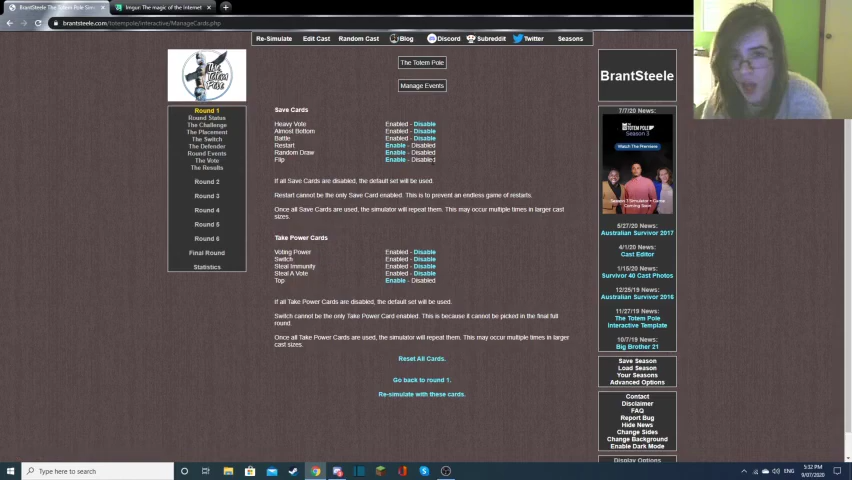 BrantSteele The Totem Pole Sim
Imgur: The magic of the Internet
brantsteele.com/totempole/interactive/ManageCards.php
Re-Simulate Edit Cast Random Cast Blog Discord Subreddit Twitter Seasons
The Totem Pole
Round 1
Round Status
The Challenge
The Placement
The Switch
The Defender
Round Events
The Vote
The Results
Round 2
Round 3
Round 4
Round 5
Round 6
Final Round
Statistics
The Totem Pole
Manage Events
Save Cards
Heavy Vote Enabled - Disable
Almost Bottom Enabled - Disable
Battle Enabled - Disable
Restart Enable - Disabled
Random Draw Enable - Disabled
Flip Enable - Disabled
If all Save Cards are disabled, the default set will be used.
Restart cannot be the only Save Card enabled. This is to prevent an endless game of restarts.
Once all Save Cards are used, the simulator will repeat them. This may occur multiple times in larger cast
sizes.
Take Power Cards
Voting Power Enabled - Disable
Switch Enabled - Disable
Steal Immunity Enabled - Disable
Steal A Vote Enabled - Disable
Top Enable - Disabled
If all Take Power Cards are disabled, the default set will be used.
Switch cannot be the only Take Power Card enabled. This is because it cannot be picked in the final full
round.
Once all Take Power Cards are used, the simulator will repeat them. This may occur multiple times in larger
cast sizes.
Reset All Cards.
Go back to round 1.
Re-simulate with these cards.
BrantSteele
7/7/20 News:
Season 3
Watch The Premiere
Season 3 Simulator + Game
Coming Soon
5/27/20 News:
Australian Survivor 2017
4/1/20 News:
Cast Editor
1/15/20 News:
Survivor 40 Cast Photos
12/25/19 News:
Australian Survivor 2016
11/27/19 News:
The Totem Pole
Interactive Template
10/7/19 News:
Big Brother 21
Save Season
Load Season
Your Seasons
Advanced Options
Contact
Disclaimer
FAQ
Report Bug
Hide News
Change Sides
Change Background
Enable Dark Mode
Display Options
Type here to search
ENG
5:32 PM
9/07/2020